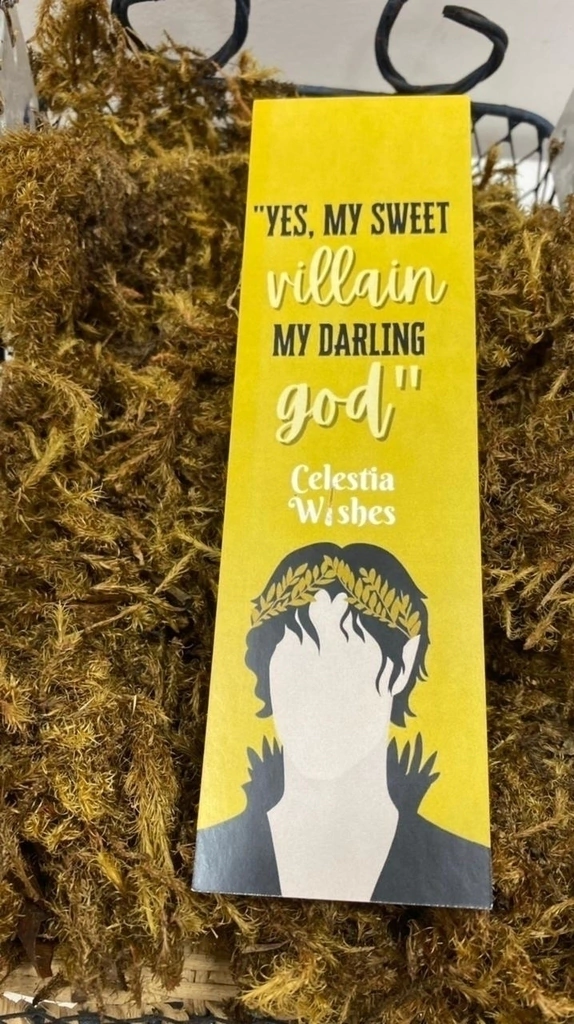 "YES, MY SWEET
villain
MY DARLING
god"
Celestia
Wishes